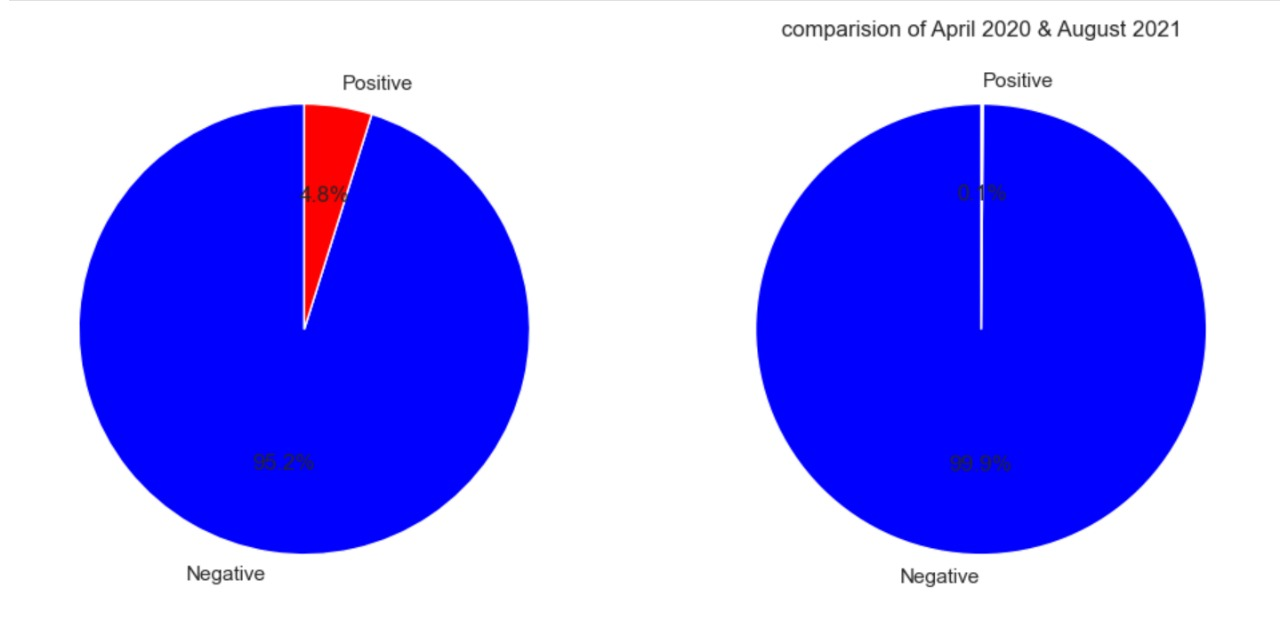 comparision of April 2020 & August 2021
Positive
4.8%
95.2%
Negative
Positive
0.1%
99.9%
Negative